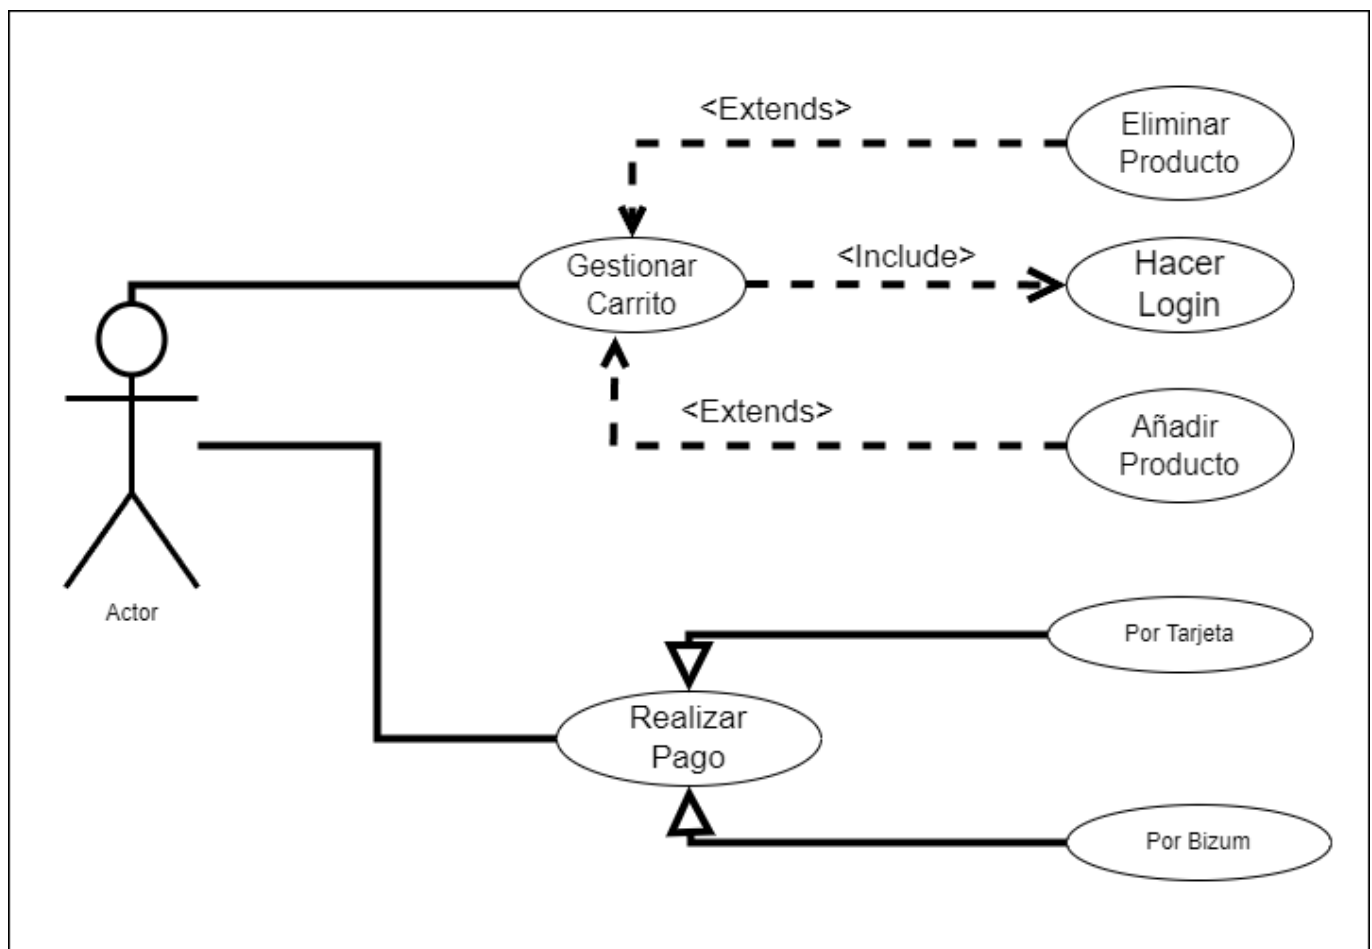 <Extends>
Eliminar
Producto
Gestionar
Carrito
<Include>
Hacer
Login
<Extends>
Añadir
Producto
Actor
Por Tarjeta
Realizar
Pago
Por Bizum